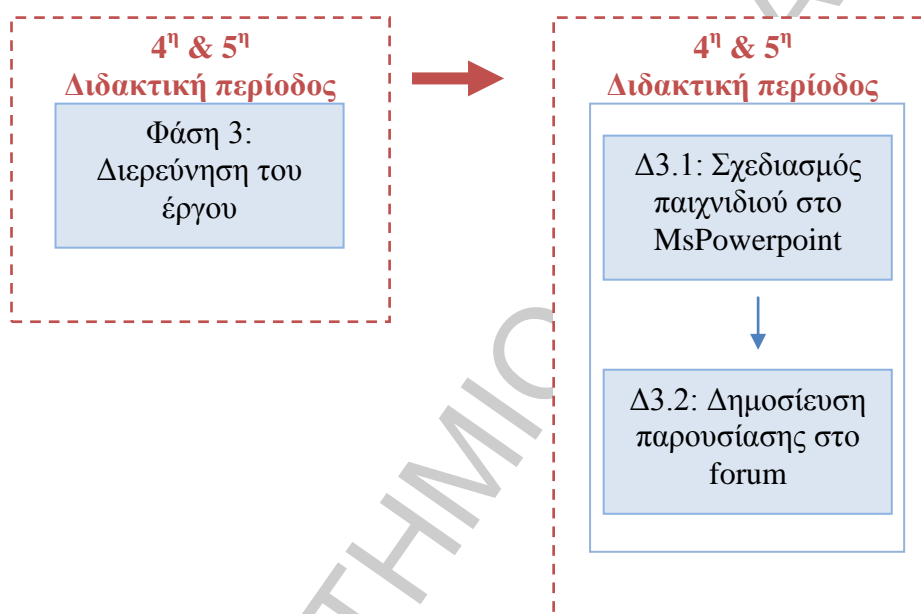 4η & 5η
Διδακτική περίοδος
Φάση 3:
Διερεύνηση του
έργου
4η & 5η
Διδακτική περίοδος
Δ3.1: Σχεδιασμός
παιχνιδιού στο
MsPowerpoint
Δ3.2: Δημοσίευση
παρουσίασης στο
forum